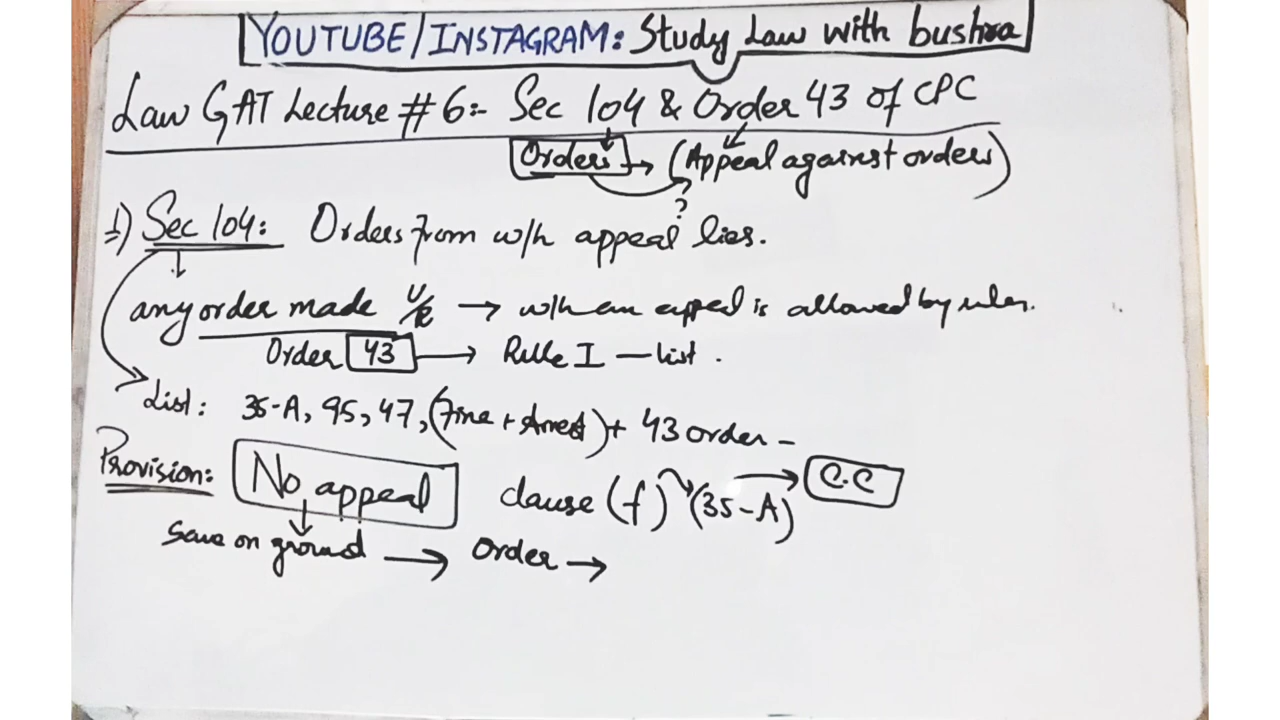 YOUTUBE/INSTAGRAM: Study Law with bushra
Law GAT Lecture # 6:- Sec 104 & Order 43 of CPC
Orders → (Appeal against orders)
?
1) Sec 104: Orders from w/h appeal lies.
any order made U/R → w/h an appeal is allowed by rules.
Order 43 → Rule I — list .
List: 35-A, 95, 47, (Fine + Arrest) + 43 order -
Provision: No appeal clause (f) (35-A) → C.C
Save on ground → Order →